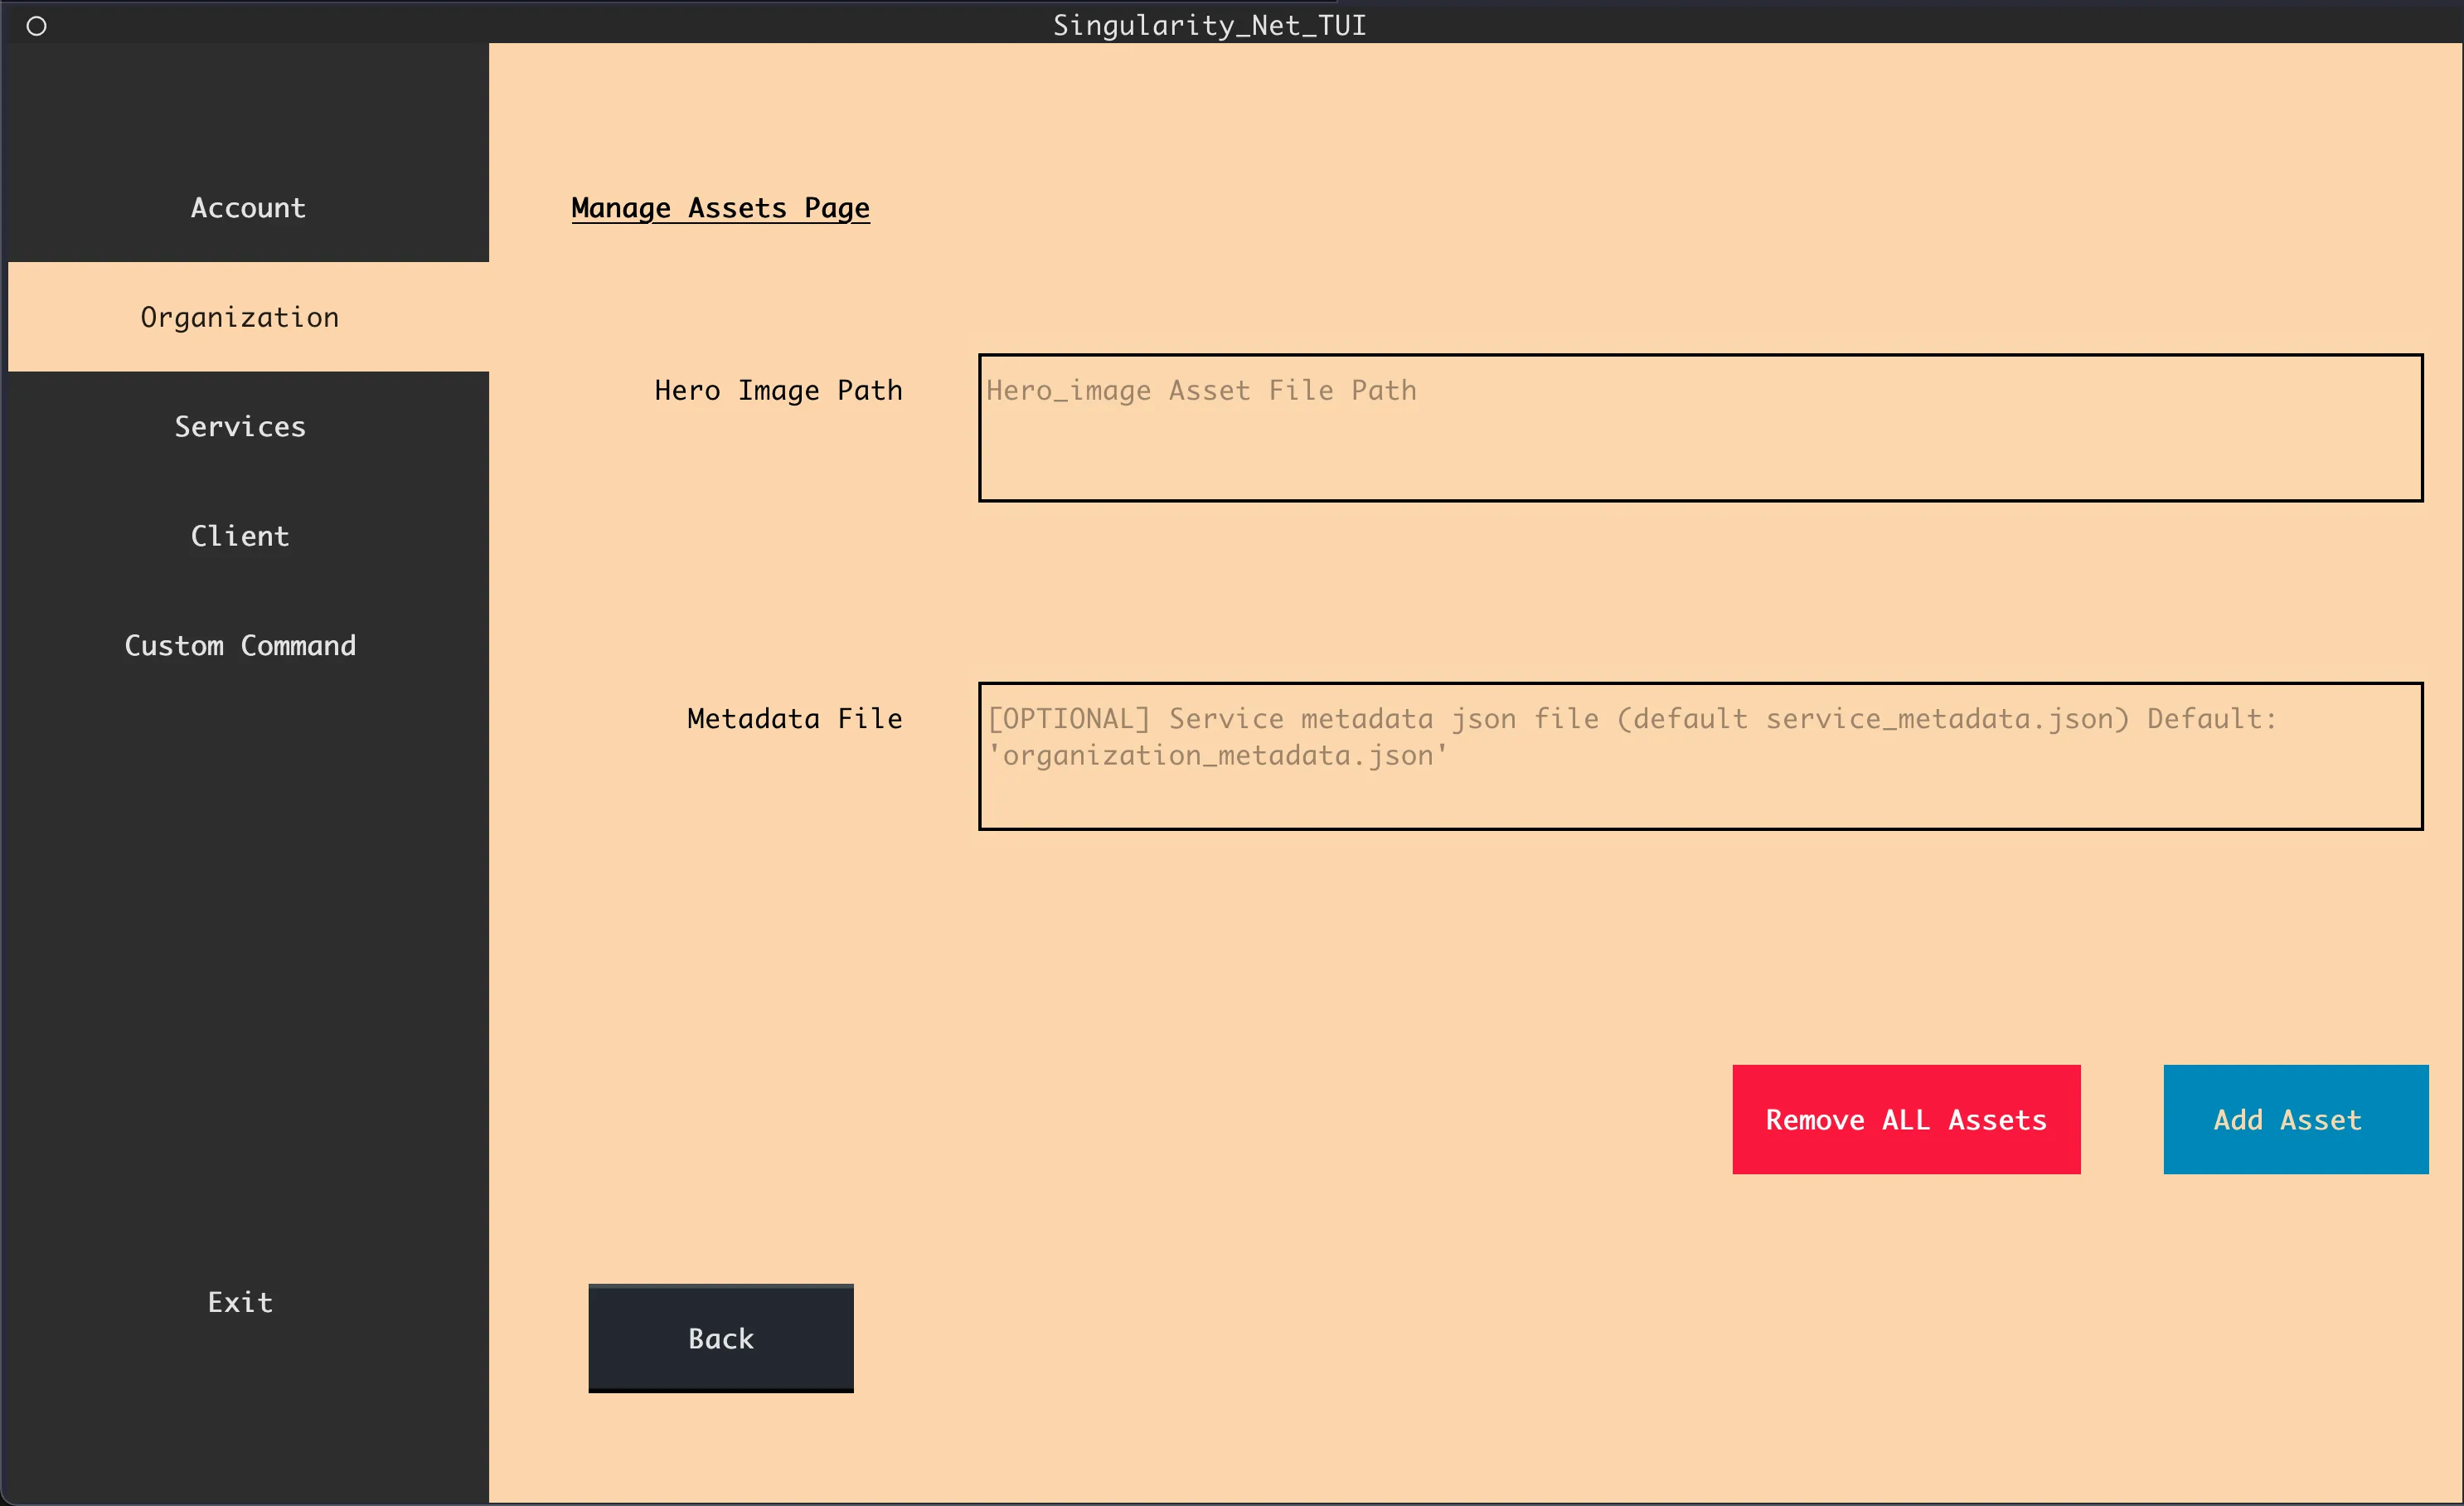 Singularity_Net_TUI
Account
Organization
Services
Client
Custom Command
Exit
Manage Assets Page
Hero Image Path
Hero_image Asset File Path
Metadata File
[OPTIONAL] Service metadata json file (default service_metadata.json) Default:
'organization_metadata.json'
Remove ALL Assets
Add Asset
Back